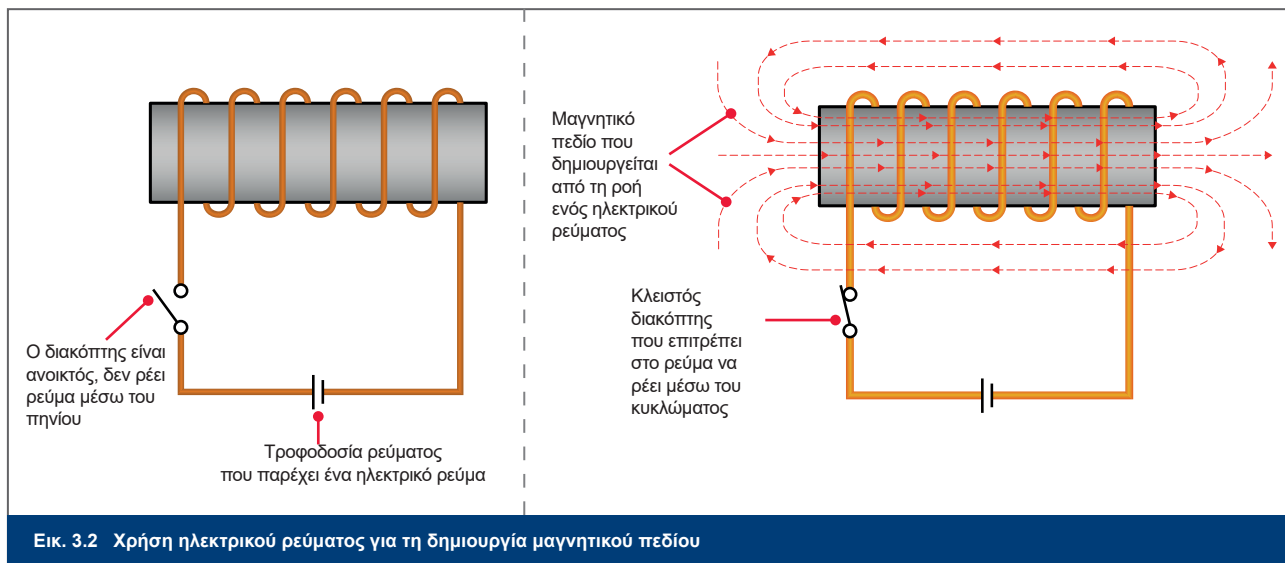 Ο διακόπτης είναι
ανοικτός, δεν ρέει
ρεύμα μέσω του
πηνίου
Τροφοδοσία ρεύματος
που παρέχει ένα ηλεκτρικό ρεύμα
Μαγνητικό
πεδίο που
δημιουργείται
από τη ροή
ενός ηλεκτρικού
ρεύματος
Κλειστός
διακόπτης
που επιτρέπει
στο ρεύμα να
ρέει μέσω του
κυκλώματος
Εικ. 3.2 Χρήση ηλεκτρικού ρεύματος για τη δημιουργία μαγνητικού πεδίου